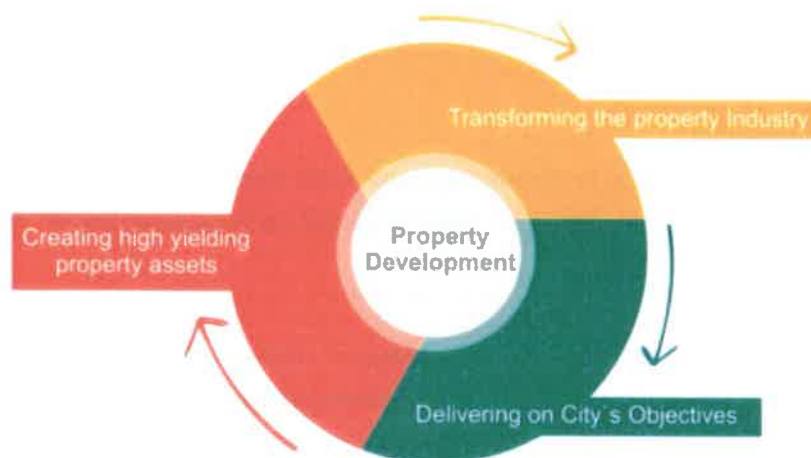 Transforming the property Industry
Creating high yielding
property assets
Property
Development
Delivering on City´s Objectives